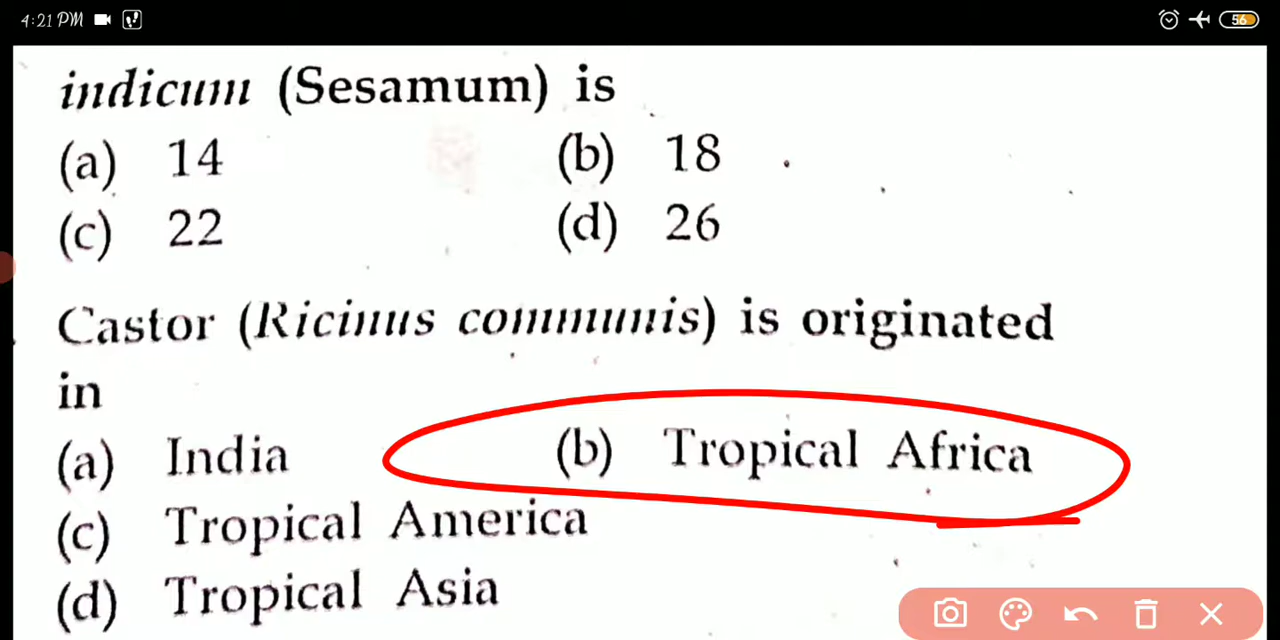 4:21 PM 56
indicum (Sesamum) is
(a) 14 (b) 18
(c) 22 (d) 26
Castor (Ricinus communis) is originated
in
(a) India (b) Tropical Africa
(c) Tropical America
(d) Tropical Asia